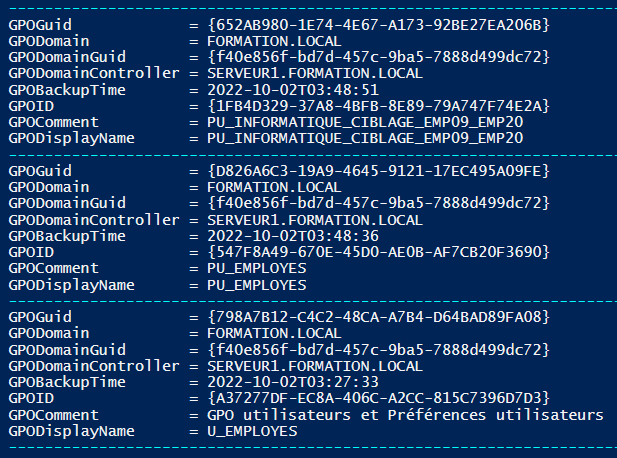 --------------------------------------------------------------------
GPOGuid = {652AB980-1E74-4E67-A173-92BE27EA206B}
GPODomain = FORMATION.LOCAL
GPODomainGuid = {f40e856f-bd7d-457c-9ba5-7888d499dc72}
GPODomainController = SERVEUR1.FORMATION.LOCAL
GPOBackupTime = 2022-10-02T03:48:51
GPOID = {1FB4D329-37A8-4BFB-8E89-79A747F74E2A}
GPOComment = PU_INFORMATIQUE_CIBLAGE_EMP09_EMP20
GPODisplayName = PU_INFORMATIQUE_CIBLAGE_EMP09_EMP20
--------------------------------------------------------------------
GPOGuid = {D826A6C3-19A9-4645-9121-17EC495A09FE}
GPODomain = FORMATION.LOCAL
GPODomainGuid = {f40e856f-bd7d-457c-9ba5-7888d499dc72}
GPODomainController = SERVEUR1.FORMATION.LOCAL
GPOBackupTime = 2022-10-02T03:48:36
GPOID = {547F8A49-670E-45D0-AE0B-AF7CB20F3690}
GPOComment = PU_EMPLOYES
GPODisplayName = PU_EMPLOYES
--------------------------------------------------------------------
GPOGuid = {798A7B12-C4C2-48CA-A7B4-D64BAD89FA08}
GPODomain = FORMATION.LOCAL
GPODomainGuid = {f40e856f-bd7d-457c-9ba5-7888d499dc72}
GPODomainController = SERVEUR1.FORMATION.LOCAL
GPOBackupTime = 2022-10-02T03:27:33
GPOID = {A37277DF-EC8A-406C-A2CC-815C7396D7D3}
GPOComment = GPO utilisateurs et Préférences utilisateurs
GPODisplayName = U_EMPLOYES
--------------------------------------------------------------------